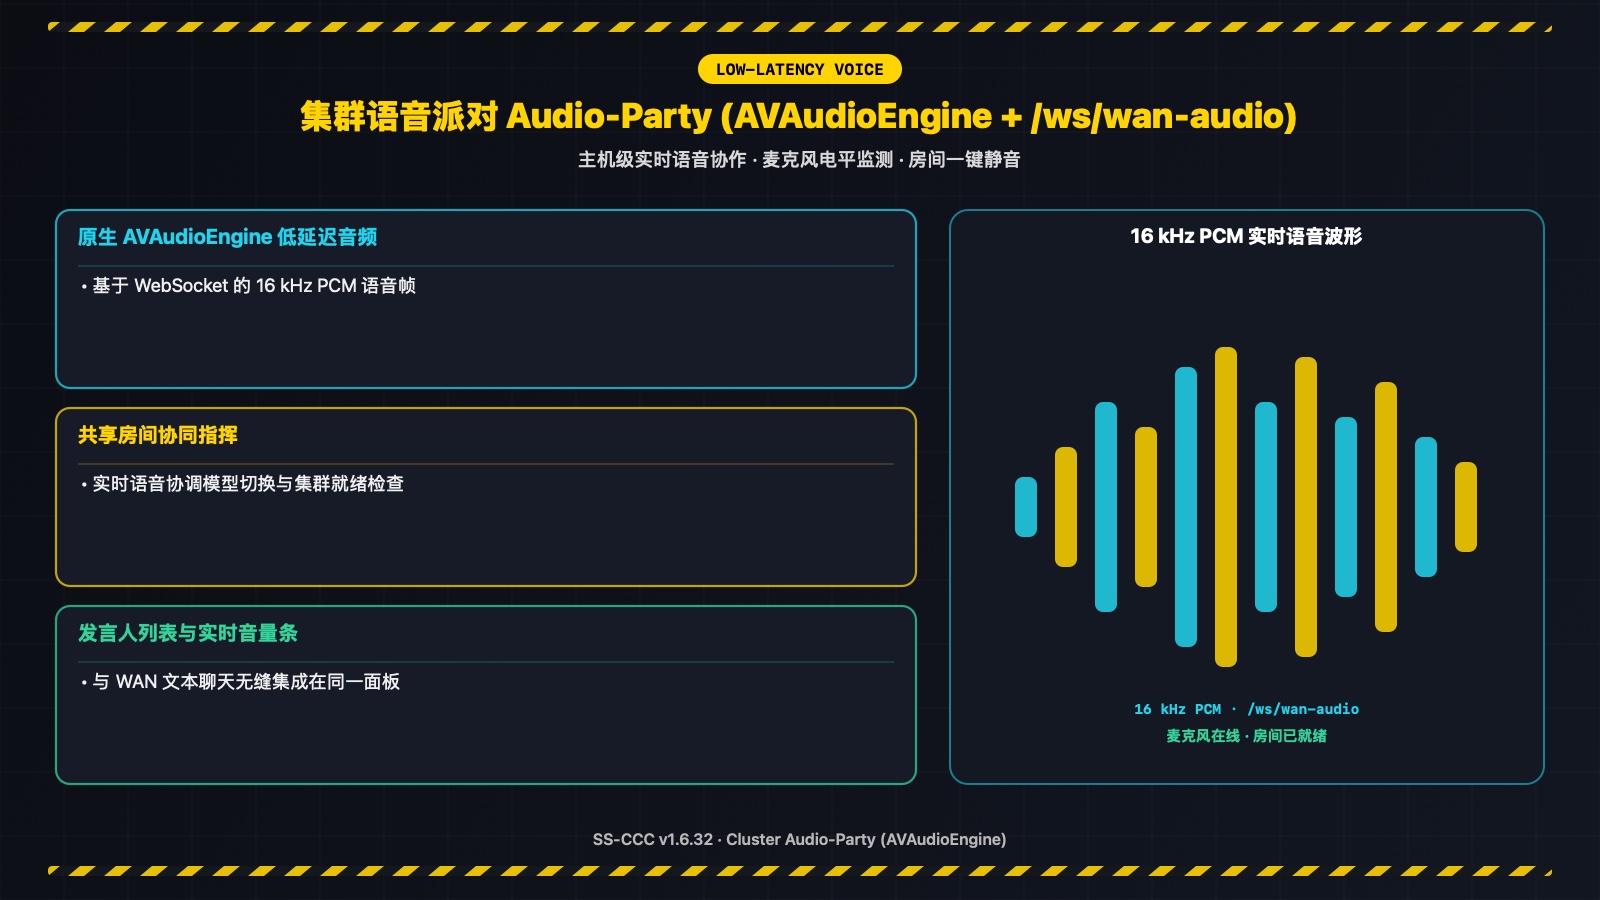 LOW-LATENCY VOICE
集群语音派对 Audio-Party (AVAudioEngine + /ws/wan-audio)
主机级实时语音协作 · 麦克风电平监测 · 房间一键静音
原生 AVAudioEngine 低延迟音频
• 基于 WebSocket 的 16 kHz PCM 语音帧
共享房间协同指挥
• 实时语音协调模型切换与集群就绪检查
发言人列表与实时音量条
• 与 WAN 文本聊天无缝集成在同一面板
16 kHz PCM 实时语音波形
16 kHz PCM · /ws/wan-audio
麦克风在线 · 房间已就绪
SS-CCC v1.6.32 · Cluster Audio-Party (AVAudioEngine)